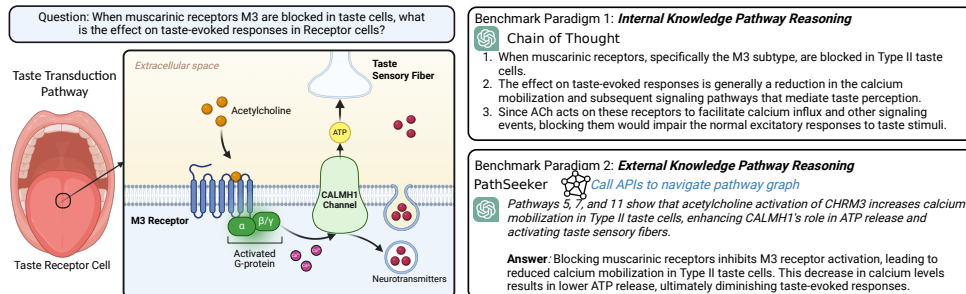 Question: When muscarinic receptors M3 are blocked in taste cells, what
is the effect on taste-evoked responses in Receptor cells?
Taste Transduction
Pathway
Taste Receptor Cell
Extracellular space
Taste
Sensory Fiber
Acetylcholine
ATP
CALMH1
Channel
M3 Receptor
α
β/γ
Activated
G-protein
Neurotransmitters
Benchmark Paradigm 1: Internal Knowledge Pathway Reasoning
Chain of Thought
1. When muscarinic receptors, specifically the M3 subtype, are blocked in Type II taste
cells.
2. The effect on taste-evoked responses is generally a reduction in the calcium
mobilization and subsequent signaling pathways that mediate taste perception.
3. Since ACh acts on these receptors to facilitate calcium influx and other signaling
events, blocking them would impair the normal excitatory responses to taste stimuli.
Benchmark Paradigm 2: External Knowledge Pathway Reasoning
PathSeeker Call APIs to navigate pathway graph
Pathways 5, 7, and 11 show that acetylcholine activation of CHRM3 increases calcium
mobilization in Type II taste cells, enhancing CALMH1's role in ATP release and
activating taste sensory fibers.
Answer: Blocking muscarinic receptors inhibits M3 receptor activation, leading to
reduced calcium mobilization in Type II taste cells. This decrease in calcium levels
results in lower ATP release, ultimately diminishing taste-evoked responses.